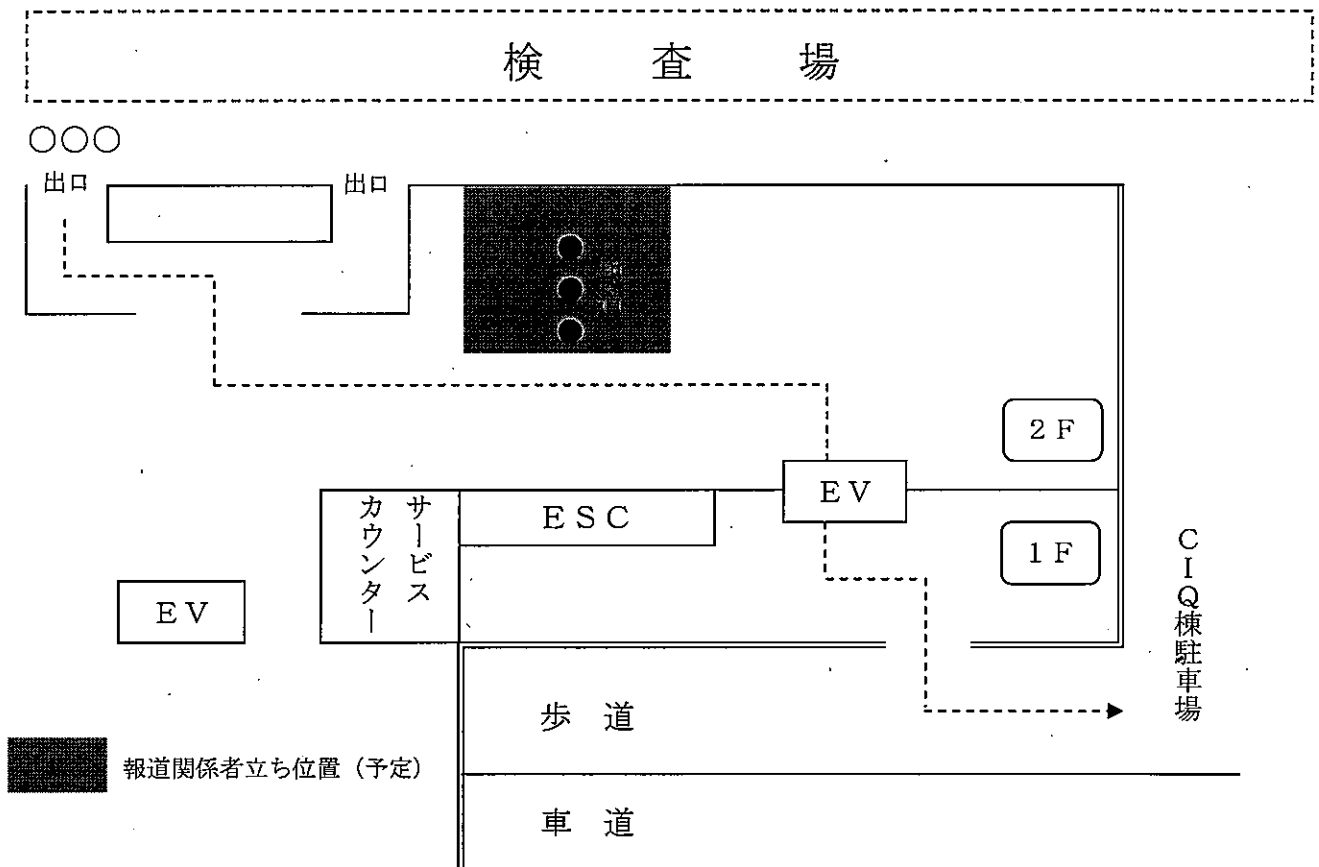 検査場
○○○
出口
出口
2F
EV
サービス
カウンター
ESC
1F
CIQ棟駐車場
EV
歩道
報道関係者立ち位置（予定）
車道